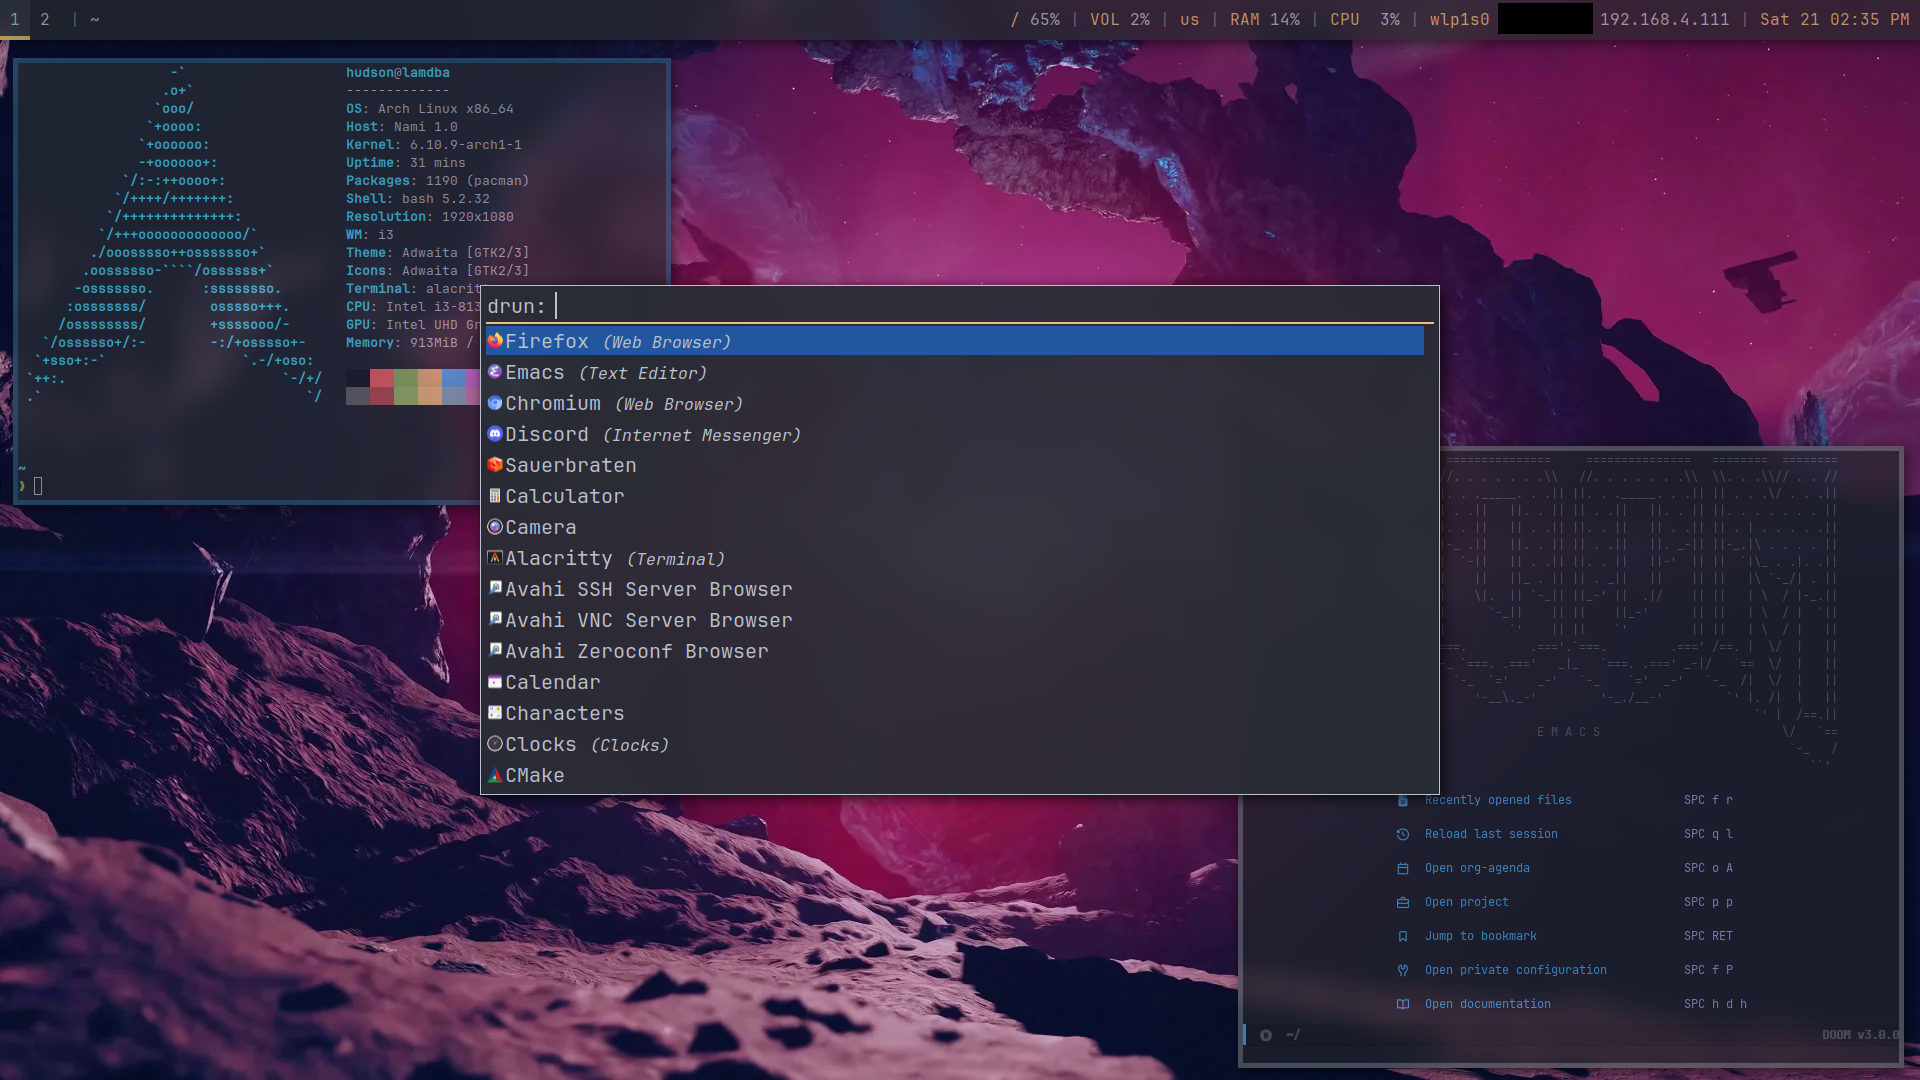 1 2 | ~
/ 65% | VOL 2% | us | RAM 14% | CPU 3% | wlp1s0 192.168.4.111 | Sat 21 02:35 PM
hudson@lamdba
-------------
OS: Arch Linux x86_64
Host: Nami 1.0
Kernel: 6.10.9-arch1-1
Uptime: 31 mins
Packages: 1190 (pacman)
Shell: bash 5.2.32
Resolution: 1920x1080
WM: i3
Theme: Adwaita [GTK2/3]
Icons: Adwaita [GTK2/3]
Terminal: alacrit
CPU: Intel i3-813
GPU: Intel UHD Gr
Memory: 913MiB /
~
❯
drun:
Firefox (Web Browser)
Emacs (Text Editor)
Chromium (Web Browser)
Discord (Internet Messenger)
Sauerbraten
Calculator
Camera
Alacritty (Terminal)
Avahi SSH Server Browser
Avahi VNC Server Browser
Avahi Zeroconf Browser
Calendar
Characters
Clocks (Clocks)
CMake
E M A C S
Recently opened files SPC f r
Reload last session SPC q l
Open org-agenda SPC o A
Open project SPC p p
Jump to bookmark SPC RET
Open private configuration SPC f P
Open documentation SPC h d h
~/ DOOM v3.0.0